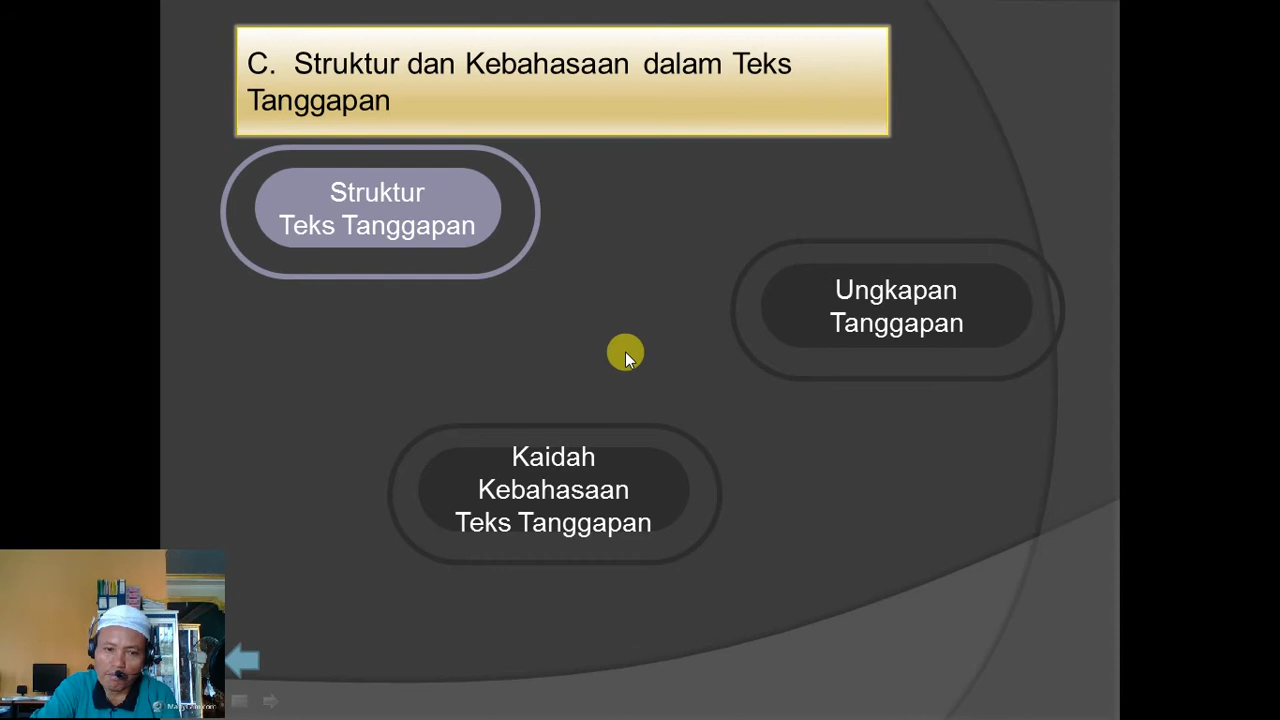 C. Struktur dan Kebahasaan dalam Teks
Tanggapan
Struktur
Teks Tanggapan
Ungkapan
Tanggapan
Kaidah
Kebahasaan
Teks Tanggapan